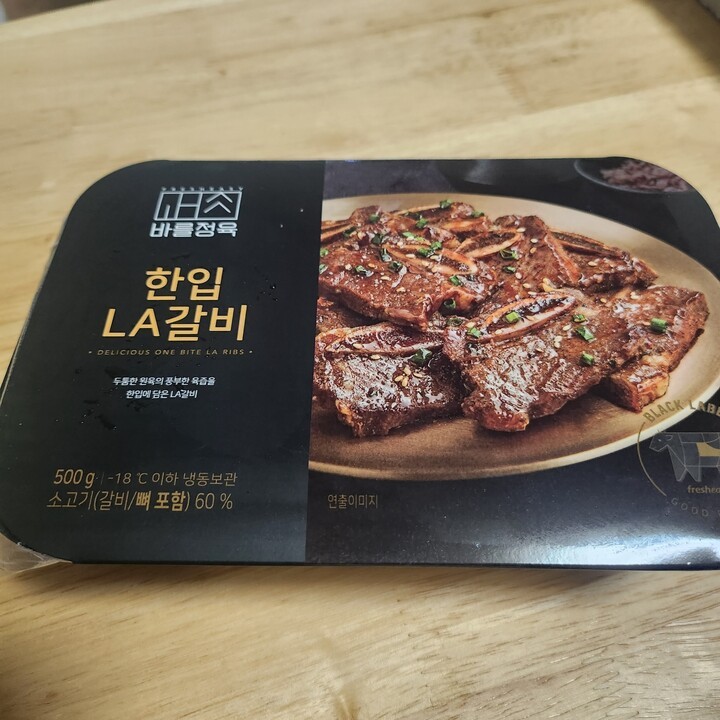 바를정육
한입
LA갈비
• DELICIOUS ONE BITE LA RIBS •
두툼한 원육의 풍부한 육즙을
한입에 담은 LA갈비
500 g | -18 ℃ 이하 냉동보관
소고기(갈비/뼈 포함) 60 %
연출이미지
BLACK LABE
GOOD